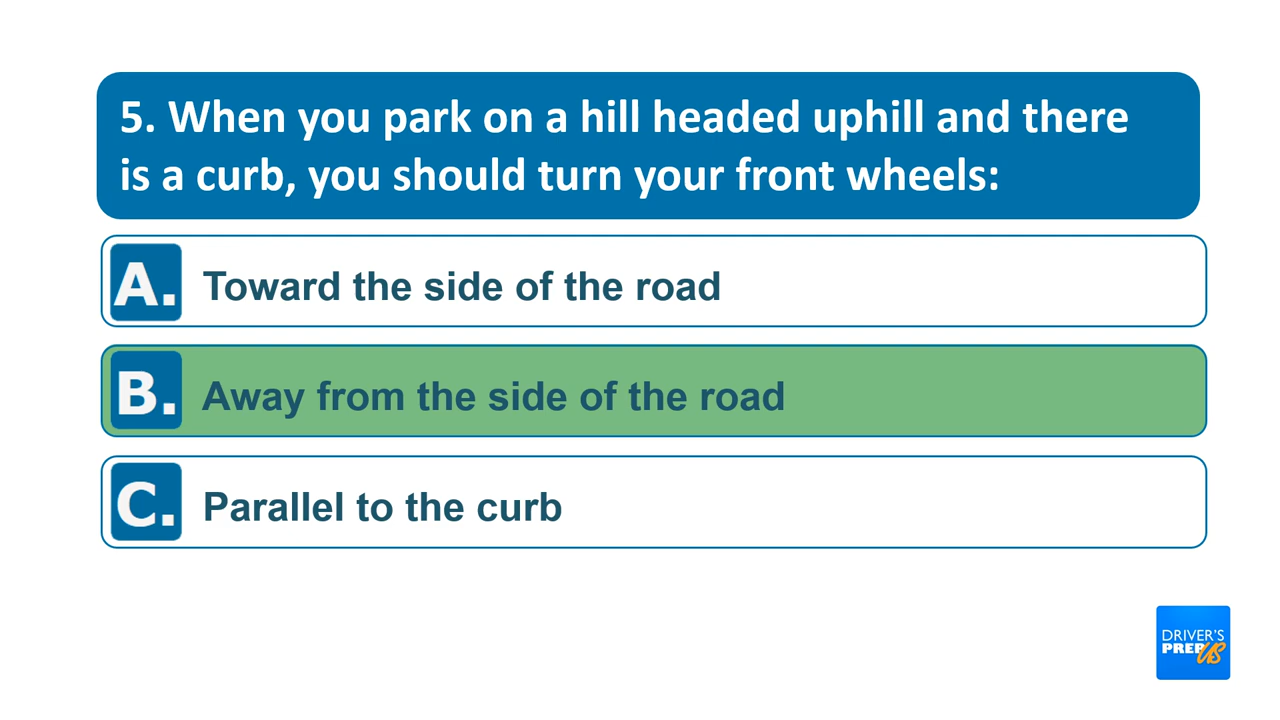 5. When you park on a hill headed uphill and there
is a curb, you should turn your front wheels:
A. Toward the side of the road
B. Away from the side of the road
C. Parallel to the curb
DRIVER'S
PREP US